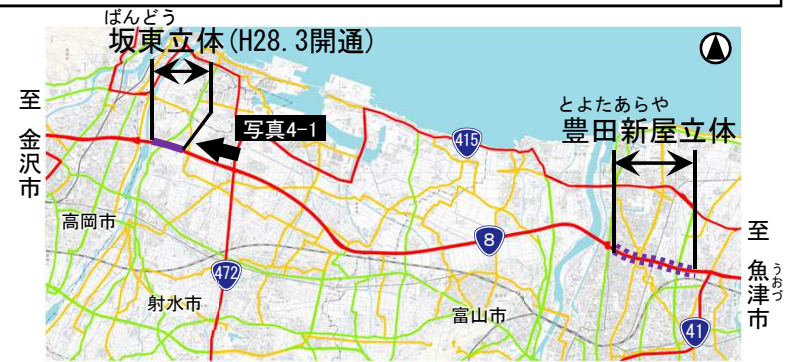 ばんどう
坂東立体(H28.3開通)
至 金沢市
写真4-1
415
とよたあらや
豊田新屋立体
高岡市
8
至 魚津市
うおづ
472
射水市
富山市
41